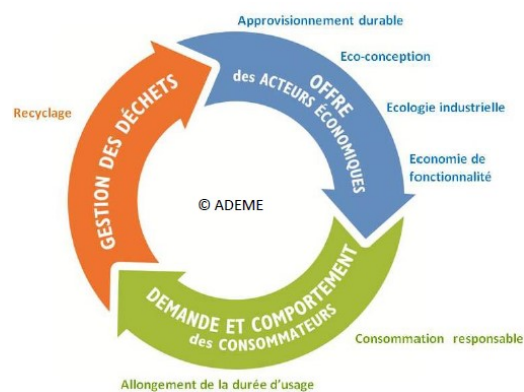 Approvisionnement durable
Eco-conception
Ecologie industrielle
Economie de
fonctionnalité
OFFRE
des ACTEURS ÉCONOMIQUES
Recyclage
GESTION DES DÉCHETS
© ADEME
DEMANDE ET COMPORTEMENT
des CONSOMMATEURS
Consommation responsable
Allongement de la durée d'usage